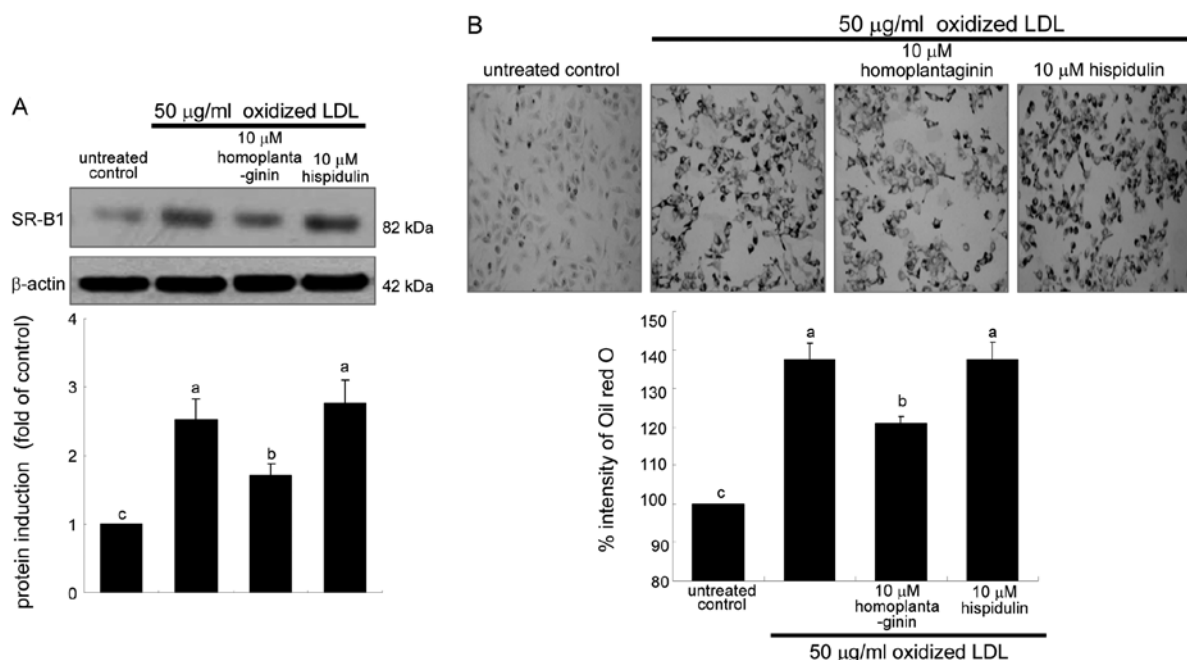 A
50 μg/ml oxidized LDL
untreated
control
10 μM
homoplanta
-ginin
10 μM
hispidulin
SR-B1
82 kDa
β-actin
42 kDa
protein induction (fold of control)
4
3
2
1
0
c
a
b
a
B
50 μg/ml oxidized LDL
untreated control
10 μM
homoplantaginin
10 μM hispidulin
% intensity of Oil red O
150
140
130
120
110
100
90
80
c
a
b
a
untreated
control
10 μM
homoplanta
-ginin
10 μM
hispidulin
50 μg/ml oxidized LDL